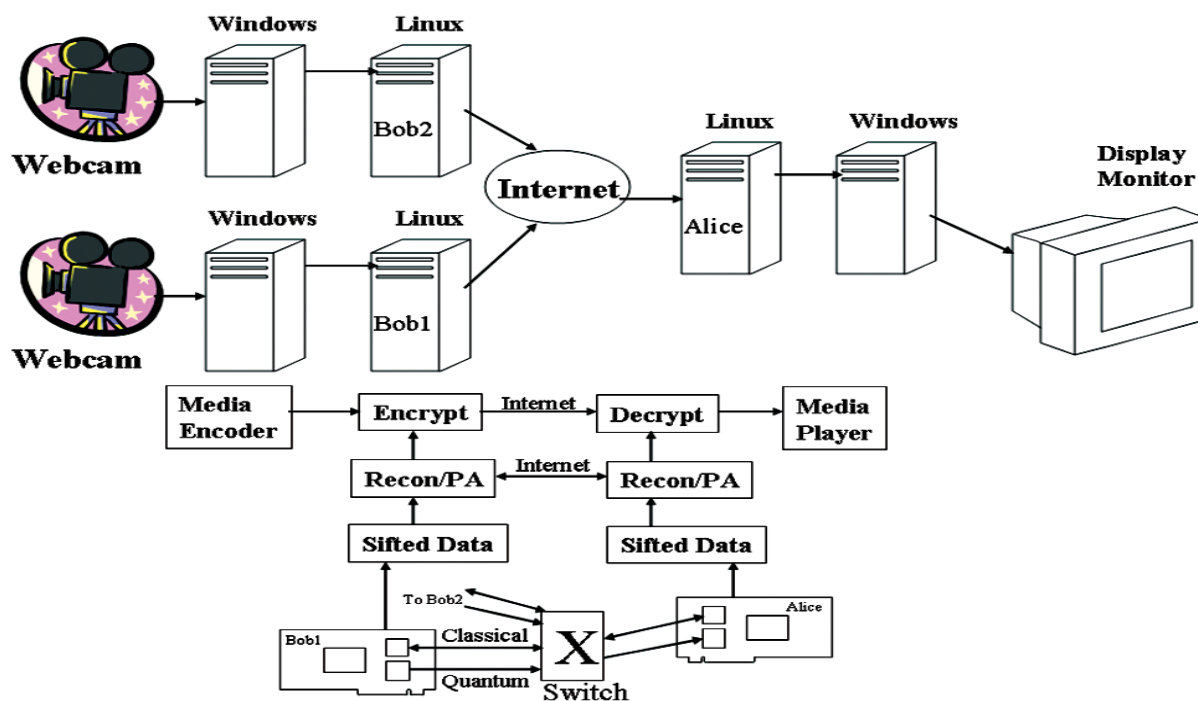 Windows
Linux
Bob2
Webcam
Internet
Linux
Windows
Alice
Display
Monitor
Windows
Linux
Bob1
Webcam
Media
Encoder
Encrypt
Internet
Decrypt
Media
Player
Recon/PA
Internet
Recon/PA
Sifted Data
Sifted Data
To Bob2
Bob1
Classical
X
Alice
Quantum
Switch